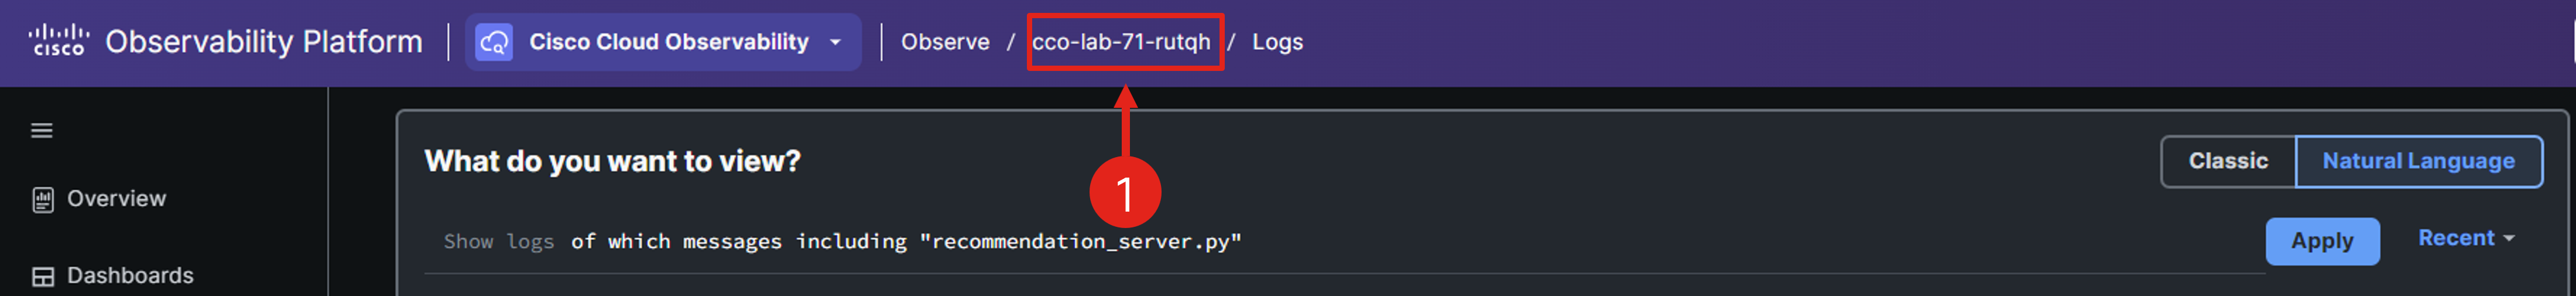 CISCO Observability Platform Cisco Cloud Observability Observe / cco-lab-71-rutqh / Logs
What do you want to view?
Classic Natural Language
1
Overview
Show logs of which messages including "recommendation_server.py"
Apply Recent
Dashboards